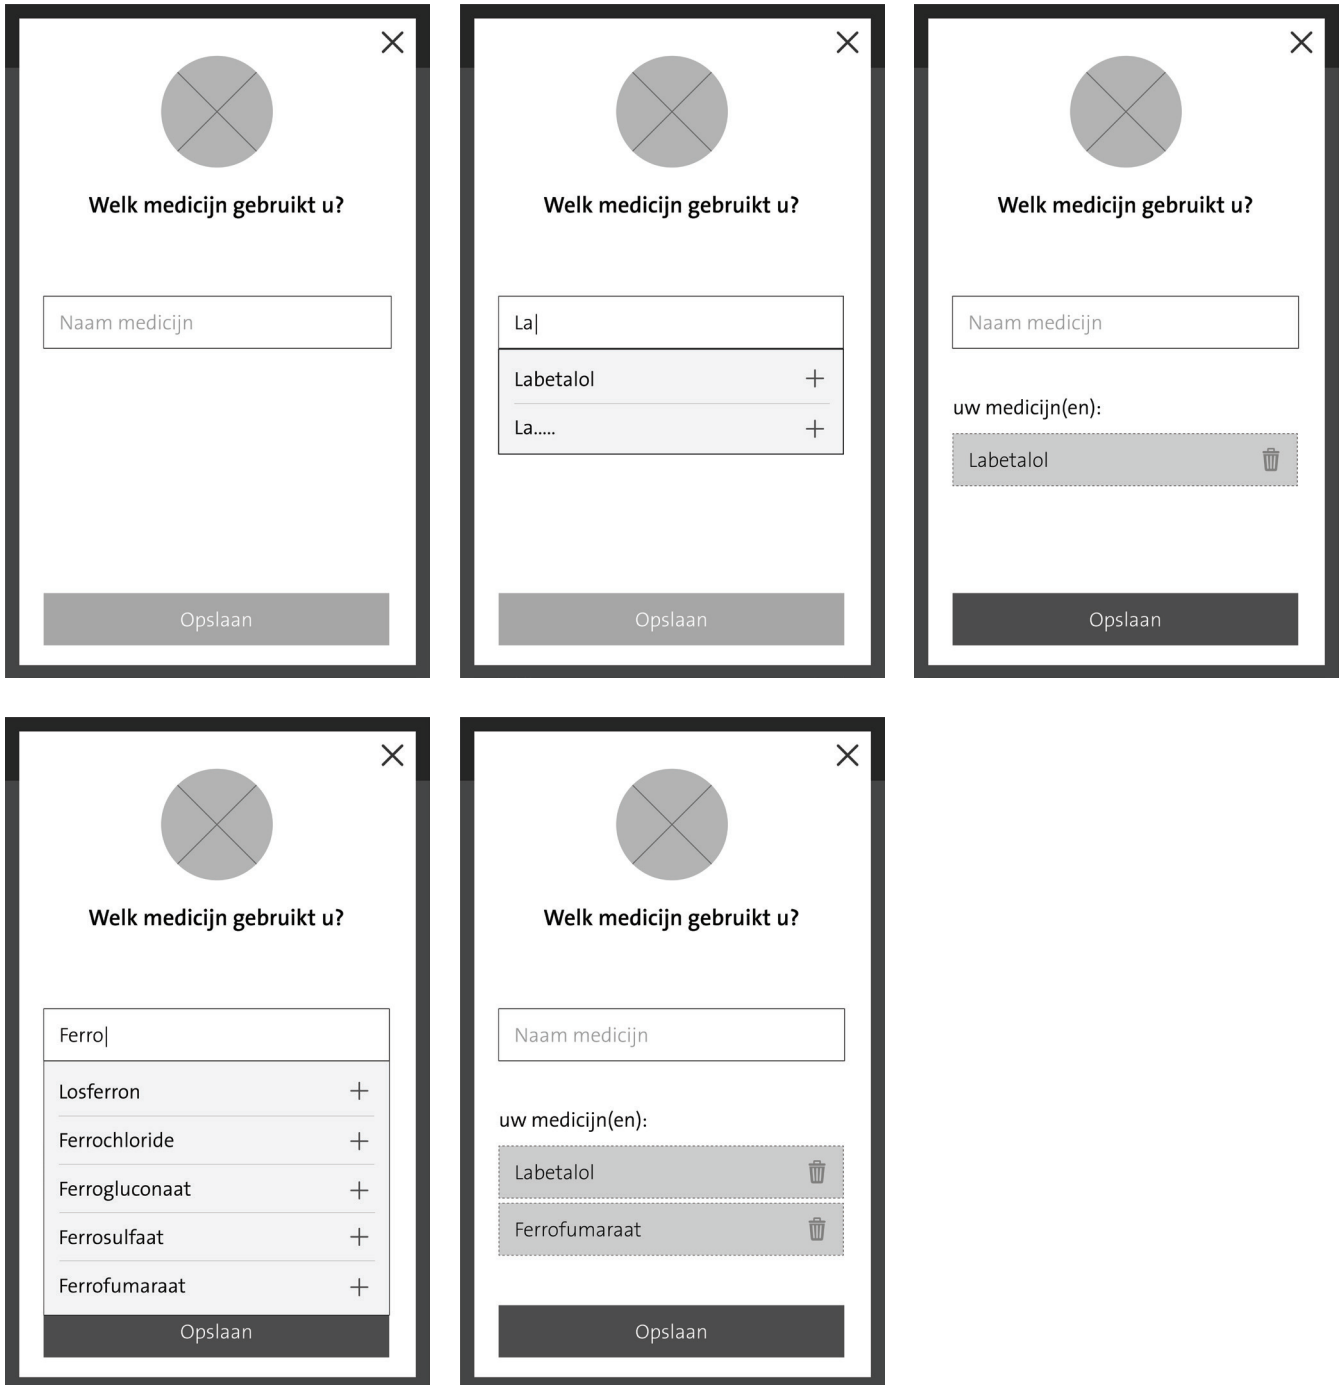 Welk medicijn gebruikt u?
Naam medicijn
Opslaan
Welk medicijn gebruikt u?
La
Labetalol
La.....
Opslaan
Welk medicijn gebruikt u?
Naam medicijn
uw medicijn(en):
Labetalol
Opslaan
Welk medicijn gebruikt u?
Ferro
Losferron
Ferrochloride
Ferrogluconaat
Ferrosulfaat
Ferrofumaraat
Opslaan
Welk medicijn gebruikt u?
Naam medicijn
uw medicijn(en):
Labetalol
Ferrofumaraat
Opslaan